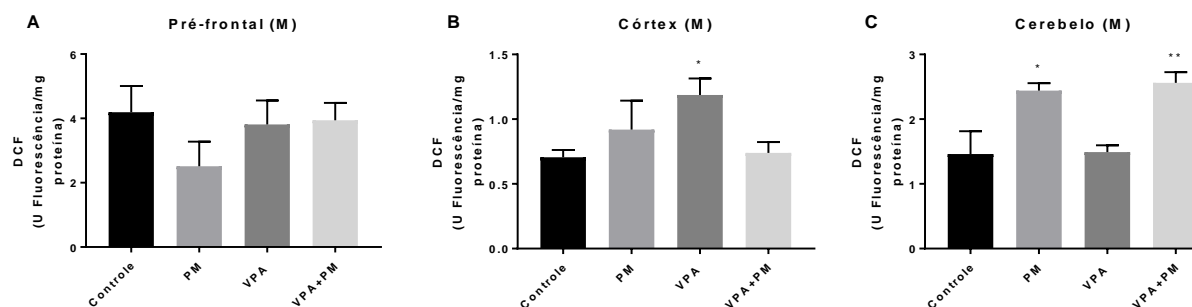 A
Pré-frontal (M)
DCF
(U Fluorescência/mg
proteína)
6
4
2
0
Controle
PM
VPA
VPA+PM
B
Córtex (M)
DCF
(U Fluorescência/mg
proteína)
1.5
1.0
0.5
0.0
*
Controle
PM
VPA
VPA+PM
C
Cerebelo (M)
DCF
(U Fluorescência/mg
proteína)
3
2
1
0
*
**
Controle
PM
VPA
VPA+PM